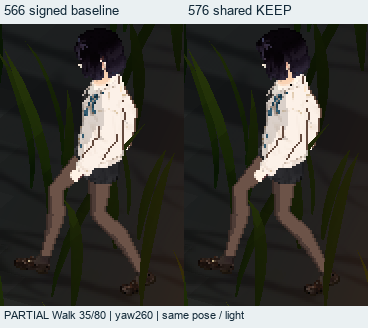 566 signed baseline
576 shared KEEP
PARTIAL Walk 35/80 | yaw260 | same pose / light